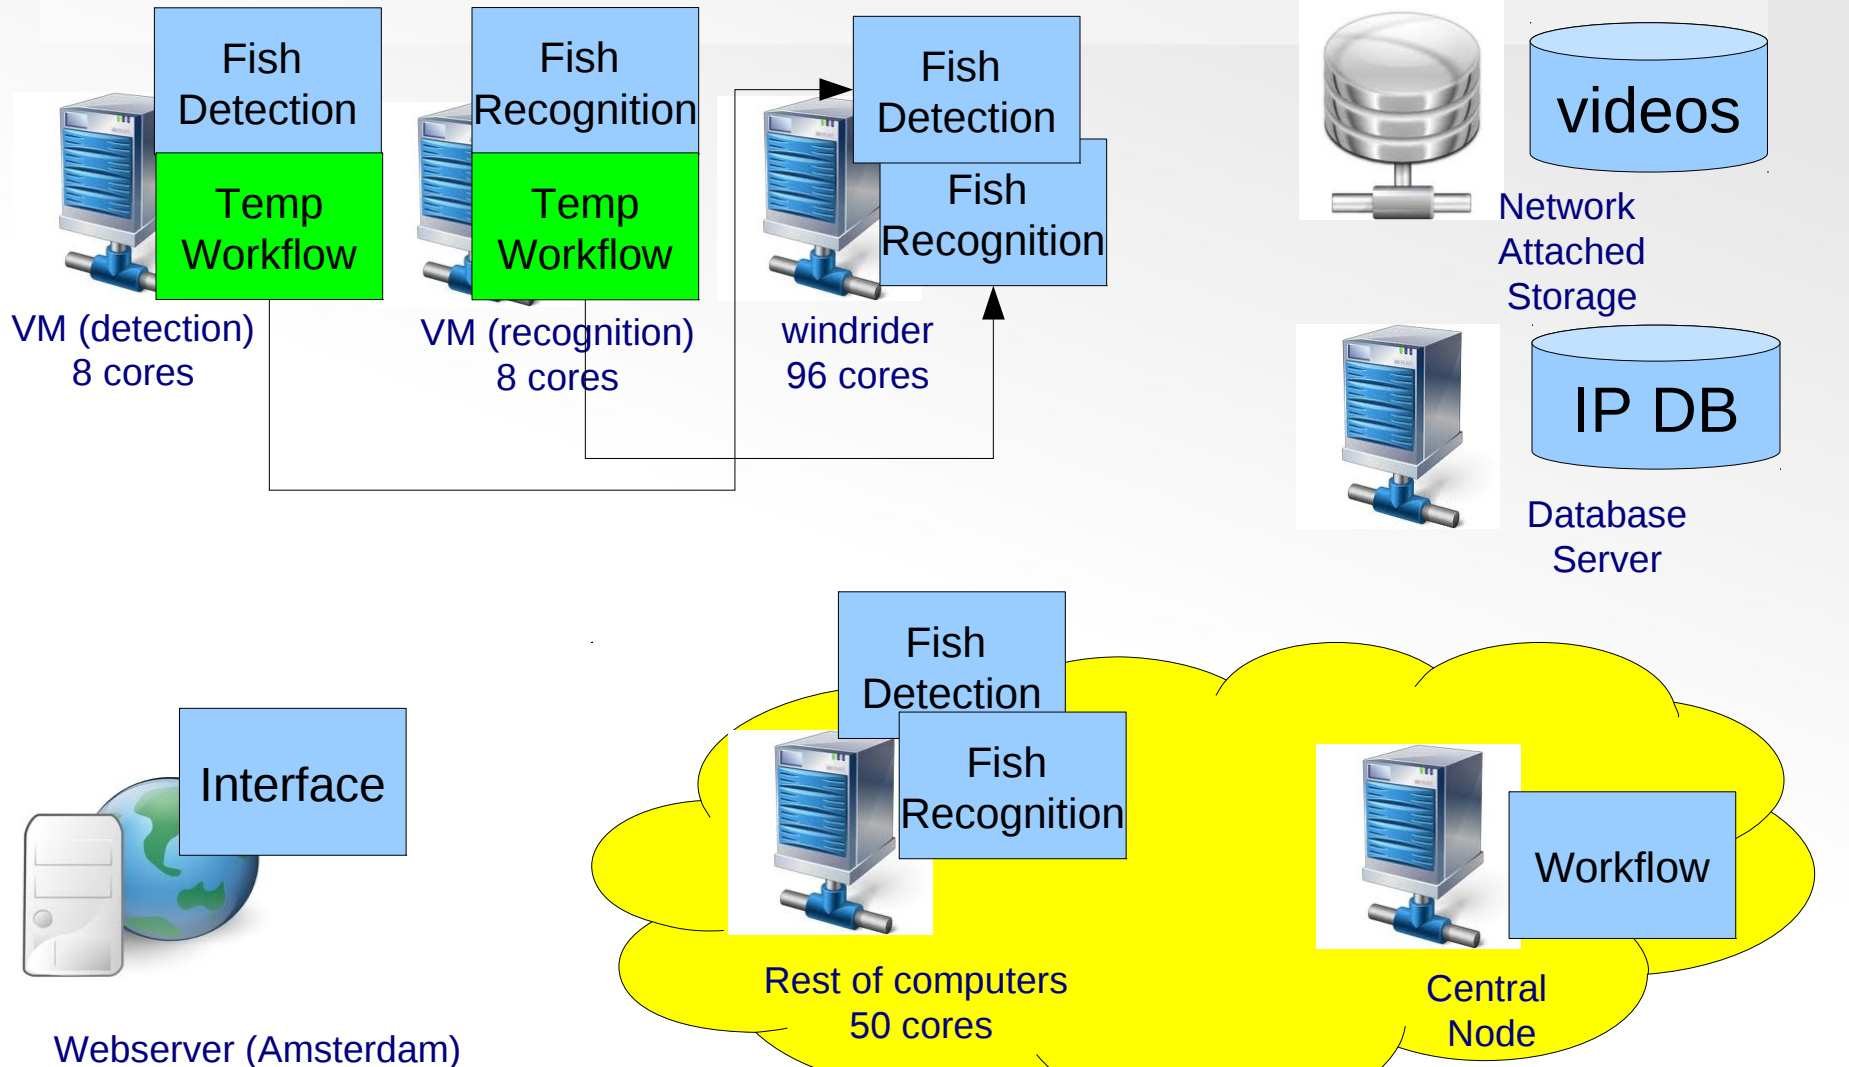 Fish
Detection
Temp
Workflow
VM (detection)
8 cores
Fish
Recognition
Temp
Workflow
VM (recognition)
8 cores
Fish
Detection
Fish
Recognition
windrider
96 cores
videos
Network
Attached
Storage
IP DB
Database
Server
Interface
Webserver (Amsterdam)
Fish
Detection
Fish
Recognition
Rest of computers
50 cores
Workflow
Central
Node